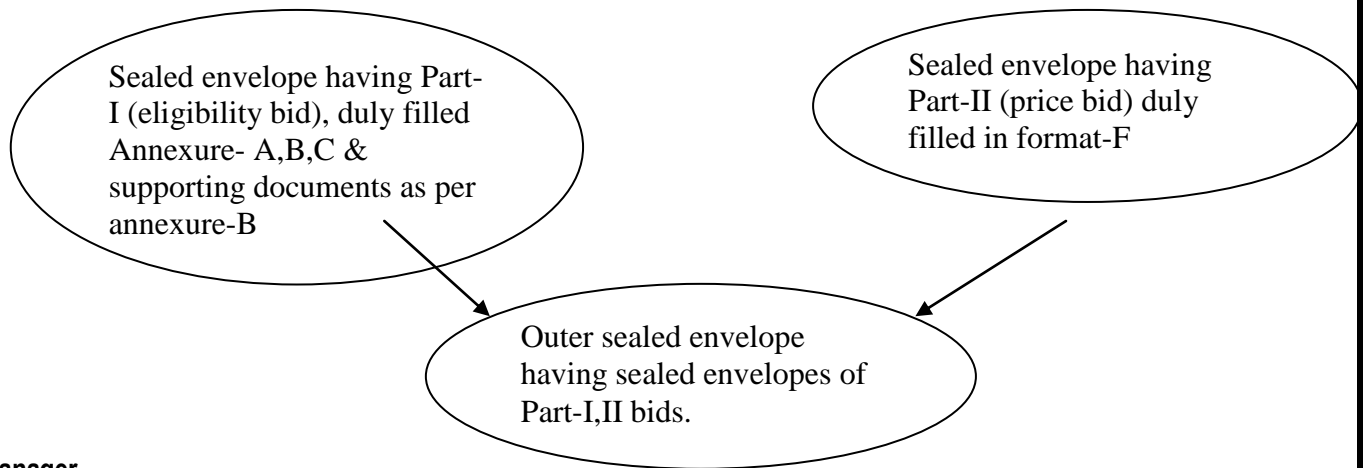 Sealed envelope having Part-
I (eligibility bid), duly filled
Annexure- A,B,C &
supporting documents as per
annexure-B
Sealed envelope having
Part-II (price bid) duly
filled in format-F
Outer sealed envelope
having sealed envelopes of
Part-I,II bids.